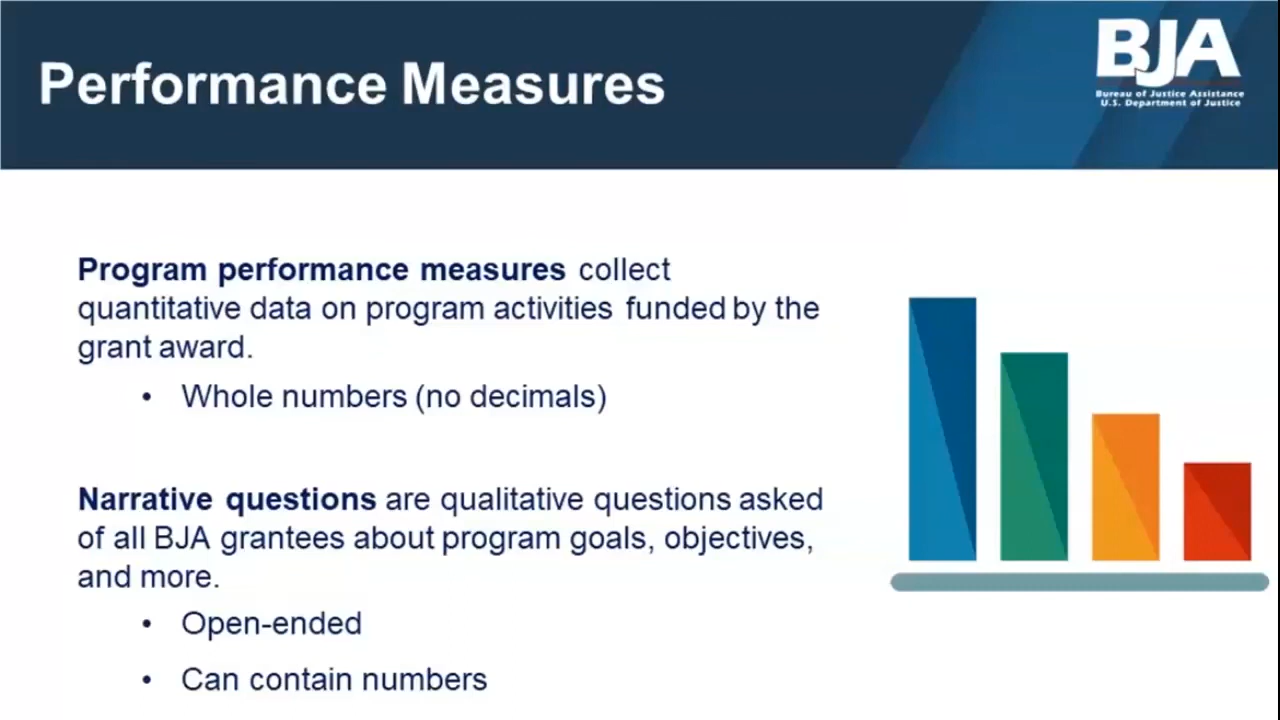 Performance Measures
BJA
Bureau of Justice Assistance
U.S. Department of Justice
Program performance measures collect
quantitative data on program activities funded by the
grant award.
• Whole numbers (no decimals)
Narrative questions are qualitative questions asked
of all BJA grantees about program goals, objectives,
and more.
• Open-ended
• Can contain numbers